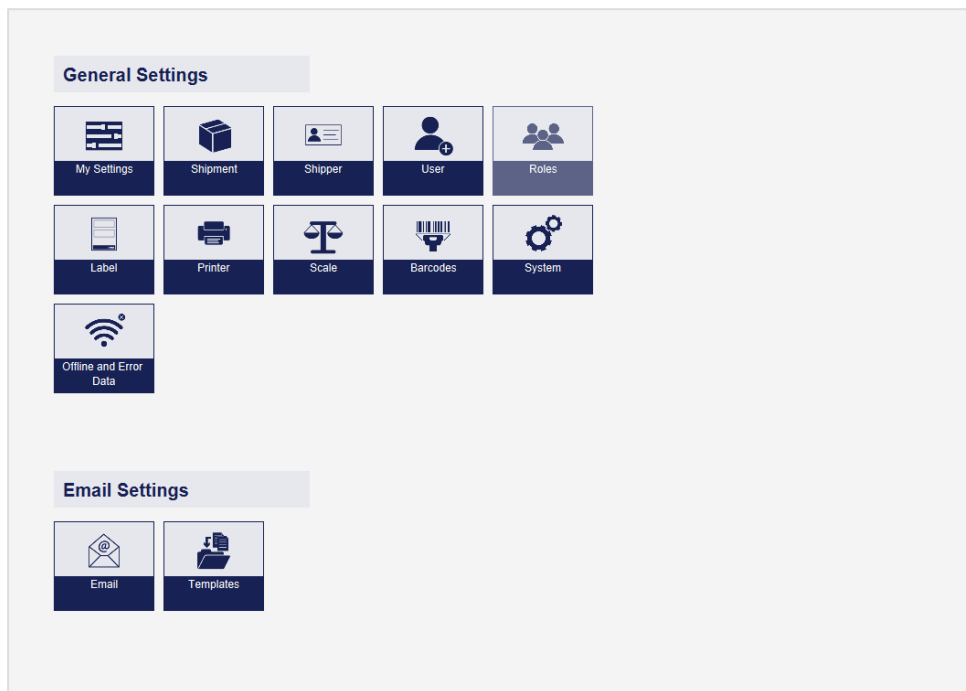 General Settings
My Settings
Shipment
Shipper
User
Roles
Label
Printer
Scale
Barcodes
System
Offline and Error
Data
Email Settings
@
Email
Templates